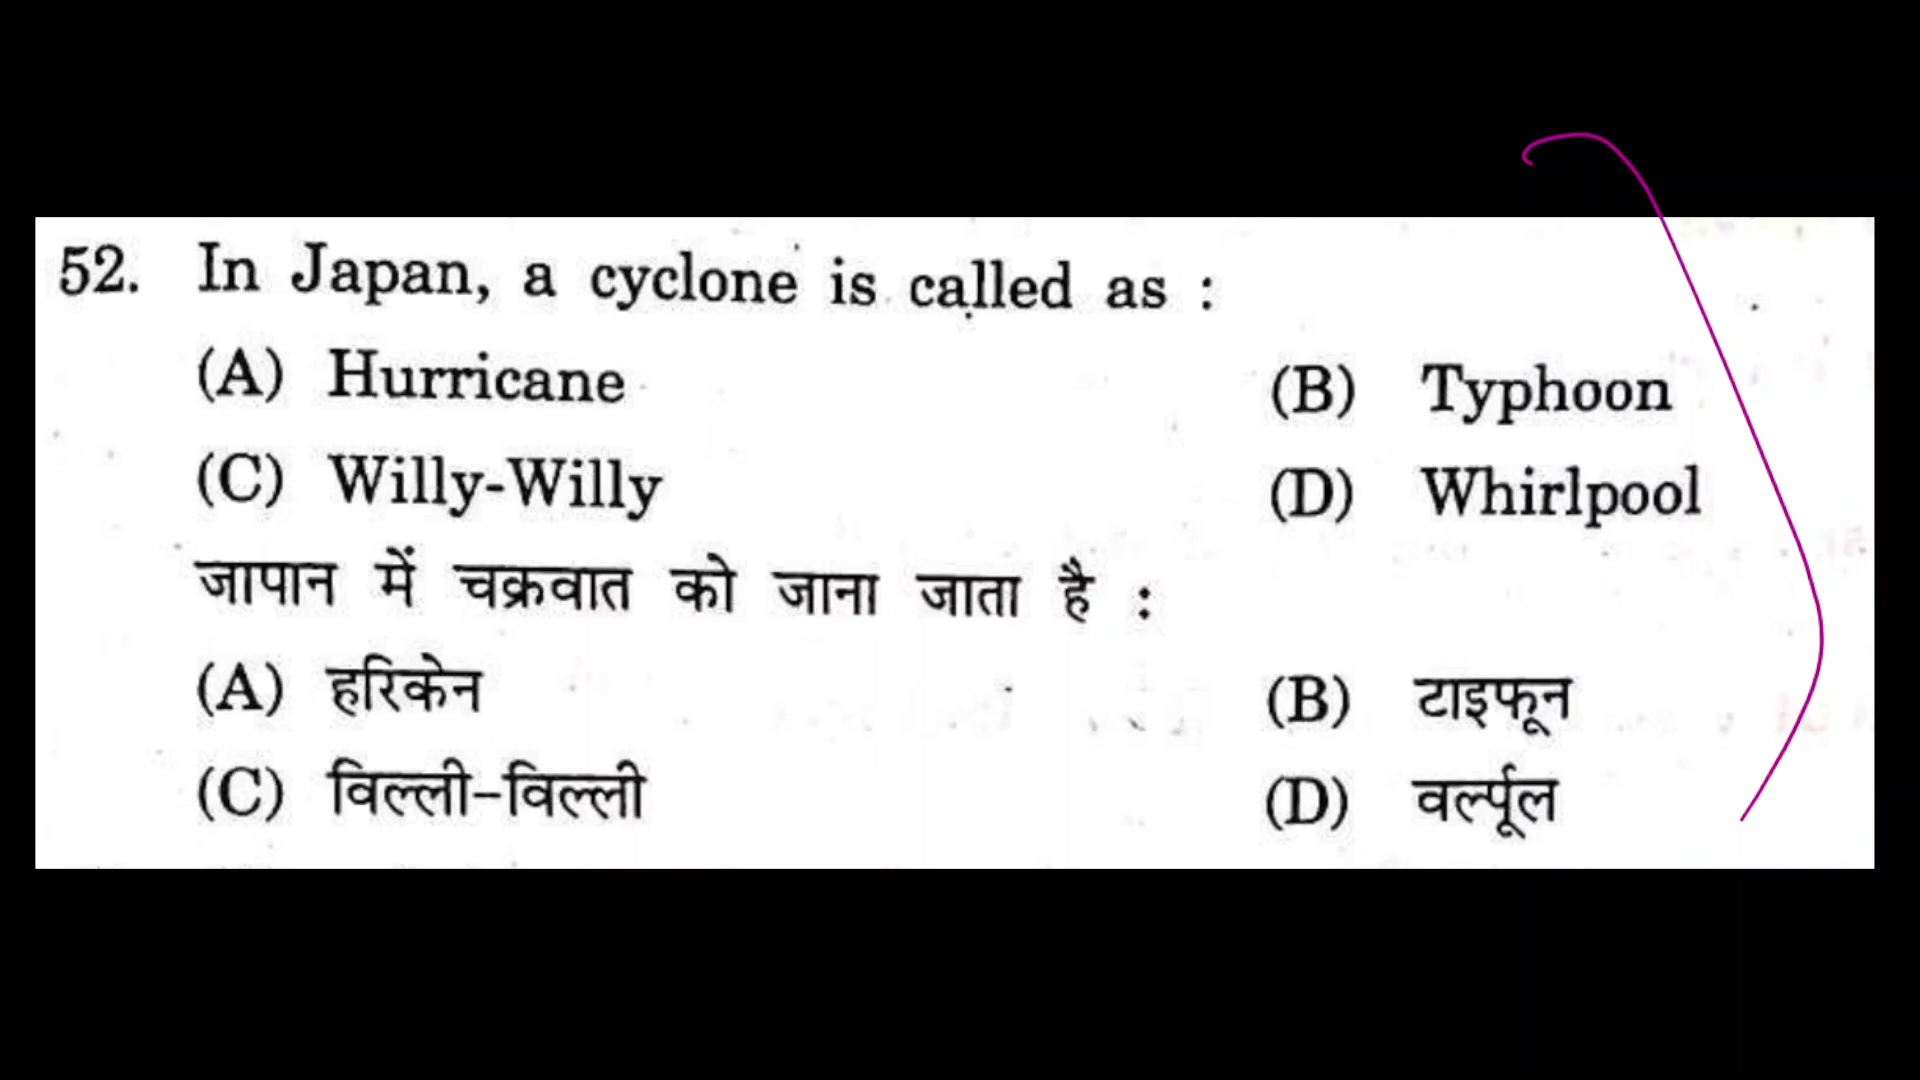 52. In Japan, a cyclone is called as :
(A) Hurricane (B) Typhoon
(C) Willy-Willy (D) Whirlpool
जापान में चक्रवात को जाना जाता है :
(A) हरिकेन (B) टाइफून
(C) विल्ली-विल्ली (D) वर्ल्पूल